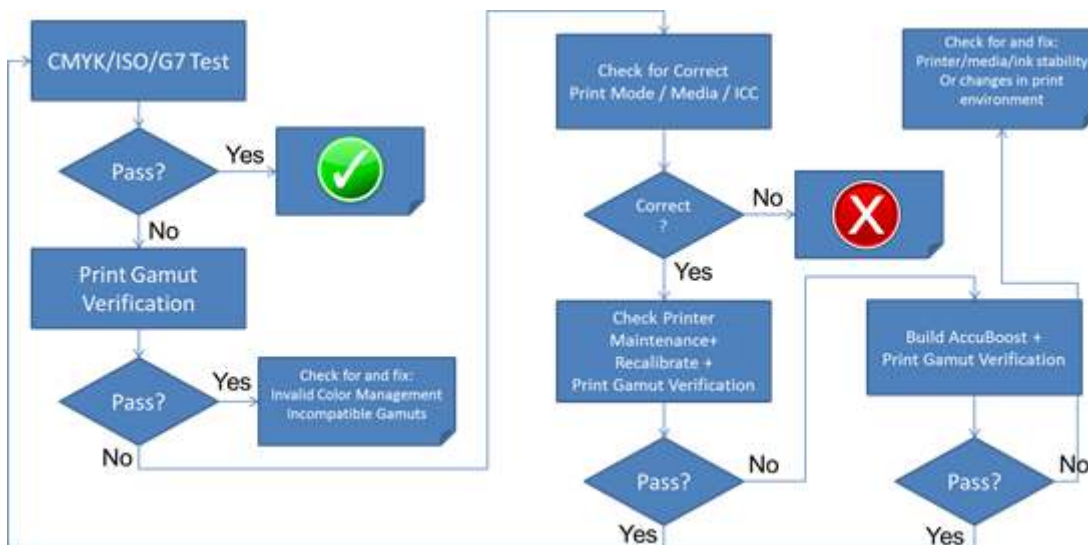 CMYK/ISO/G7 Test
Pass?
Yes
No
Print Gamut
Verification
Pass?
Yes
Check for and fix:
Invalid Color Management
Incompatible Gamuts
No
Check for Correct
Print Mode / Media / ICC
Correct
?
No
X
Yes
Check Printer
Maintenance+
Recalibrate +
Print Gamut Verification
Pass?
No
Yes
Build AccuBoost +
Print Gamut Verification
Pass?
No
Yes
Check for and fix:
Printer/media/ink stability
Or changes in print
environment